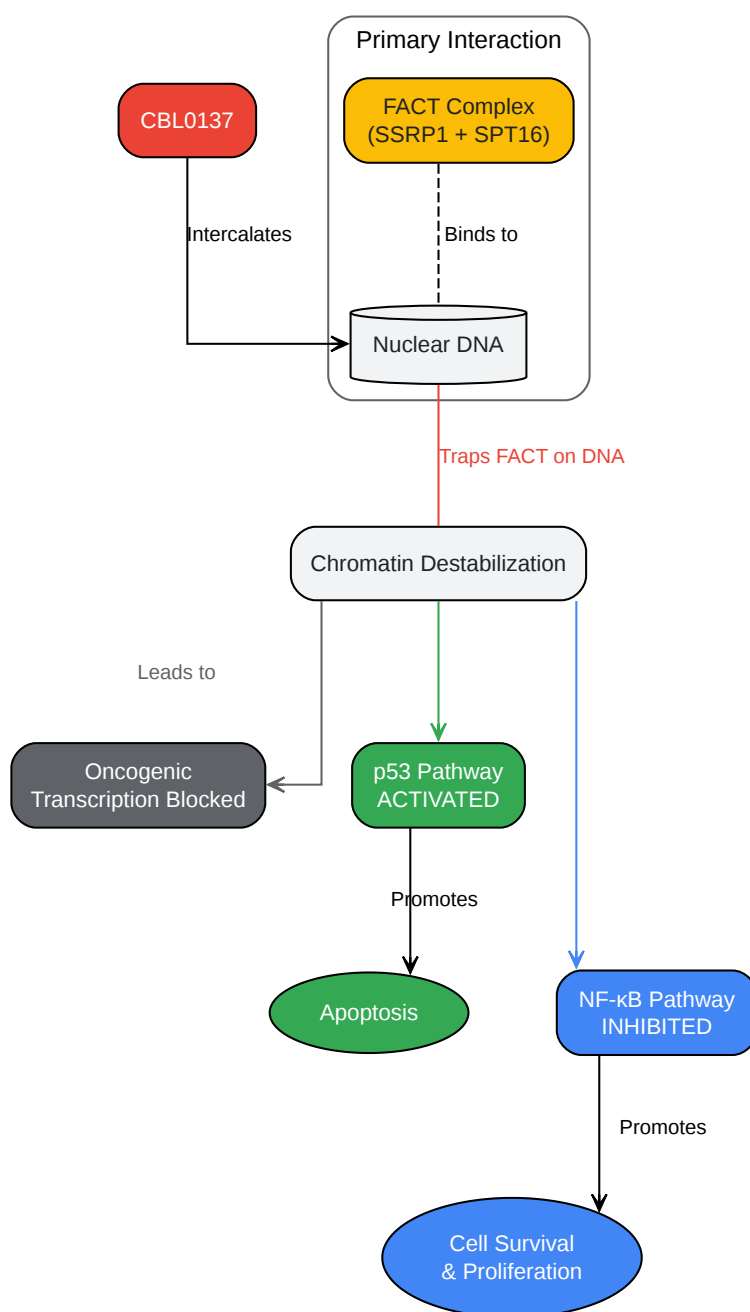 Primary Interaction
CBL0137
FACT Complex
(SSRP1 + SPT16)
Intercalates
Binds to
Nuclear DNA
Traps FACT on DNA
Chromatin Destabilization
Leads to
Oncogenic
Transcription Blocked
p53 Pathway
ACTIVATED
Promotes
Apoptosis
NF-κB Pathway
INHIBITED
Promotes
Cell Survival
& Proliferation